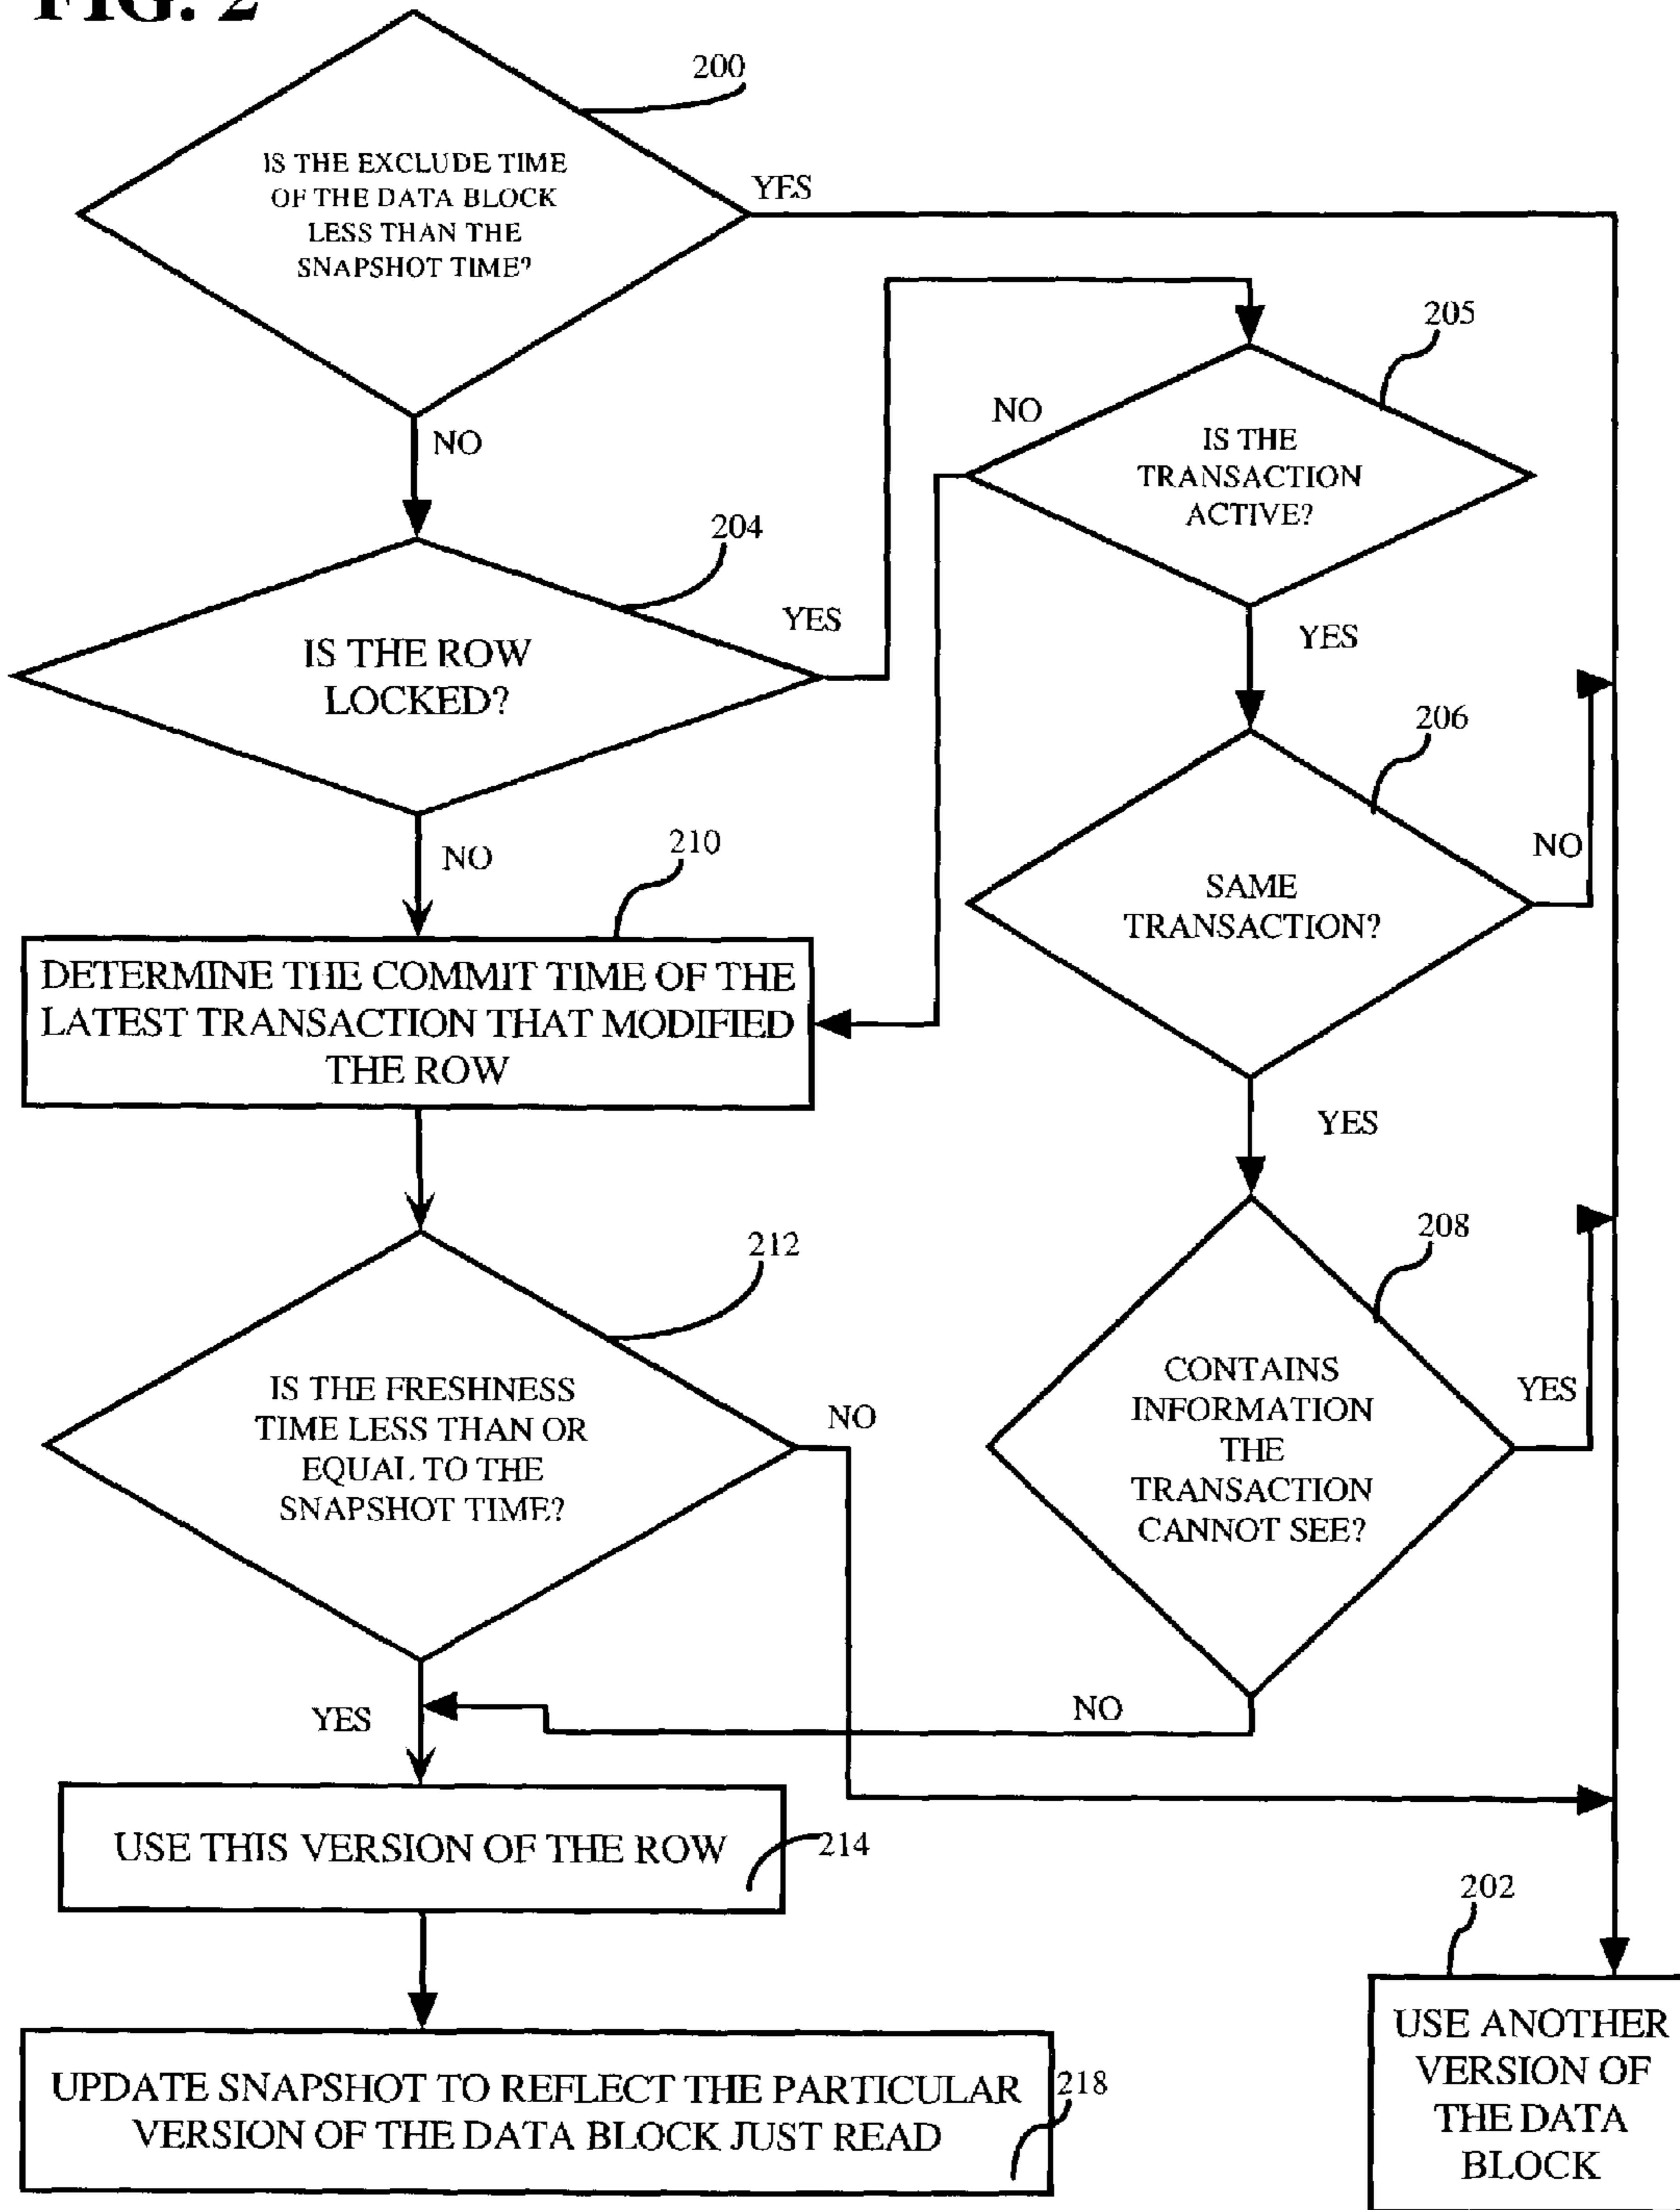 FIG. 2
200
IS THE EXCLUDE TIME
OF THE DATA BLOCK
LESS THAN THE
SNAPSHOT TIME?
YES
NO
205
NO
IS THE
TRANSACTION
ACTIVE?
YES
204
YES
IS THE ROW
LOCKED?
NO
206
SAME
TRANSACTION?
NO
YES
210
DETERMINE THE COMMIT TIME OF THE
LATEST TRANSACTION THAT MODIFIED
THE ROW
208
CONTAINS
INFORMATION
THE
TRANSACTION
CANNOT SEE?
YES
NO
212
IS THE FRESHNESS
TIME LESS THAN OR
EQUAL TO THE
SNAPSHOT TIME?
NO
YES
USE THIS VERSION OF THE ROW
214
202
USE ANOTHER
VERSION OF
THE DATA
BLOCK
UPDATE SNAPSHOT TO REFLECT THE PARTICULAR
VERSION OF THE DATA BLOCK JUST READ
218